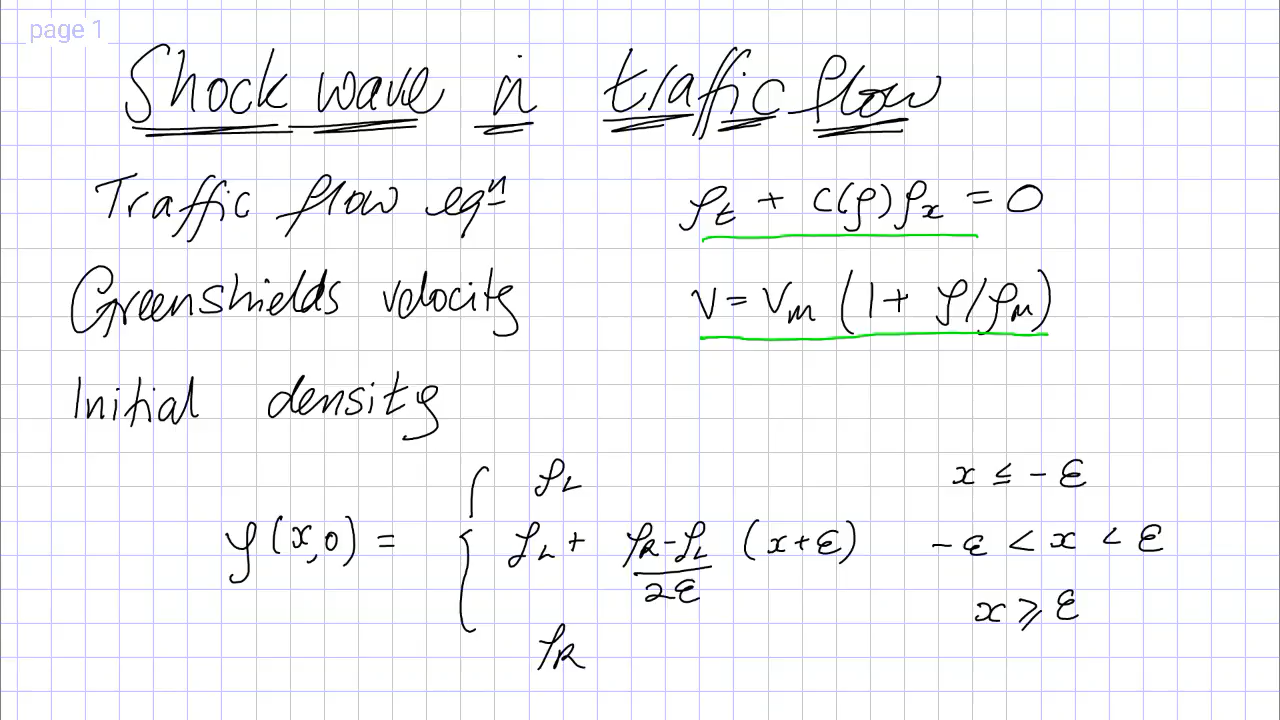 page 1
Shock wave in traffic flow
Traffic flow eqⁿ ρ_t + c(ρ)ρ_x = 0
Greenshields velocity v = v_m (1 + ρ/ρ_m)
Initial density
ρ_L x ≤ -ε
ρ(x,0) = { ρ_L + (ρ_R - ρ_L)/2ε (x+ε) -ε < x < ε
x ⩾ ε
ρ_R